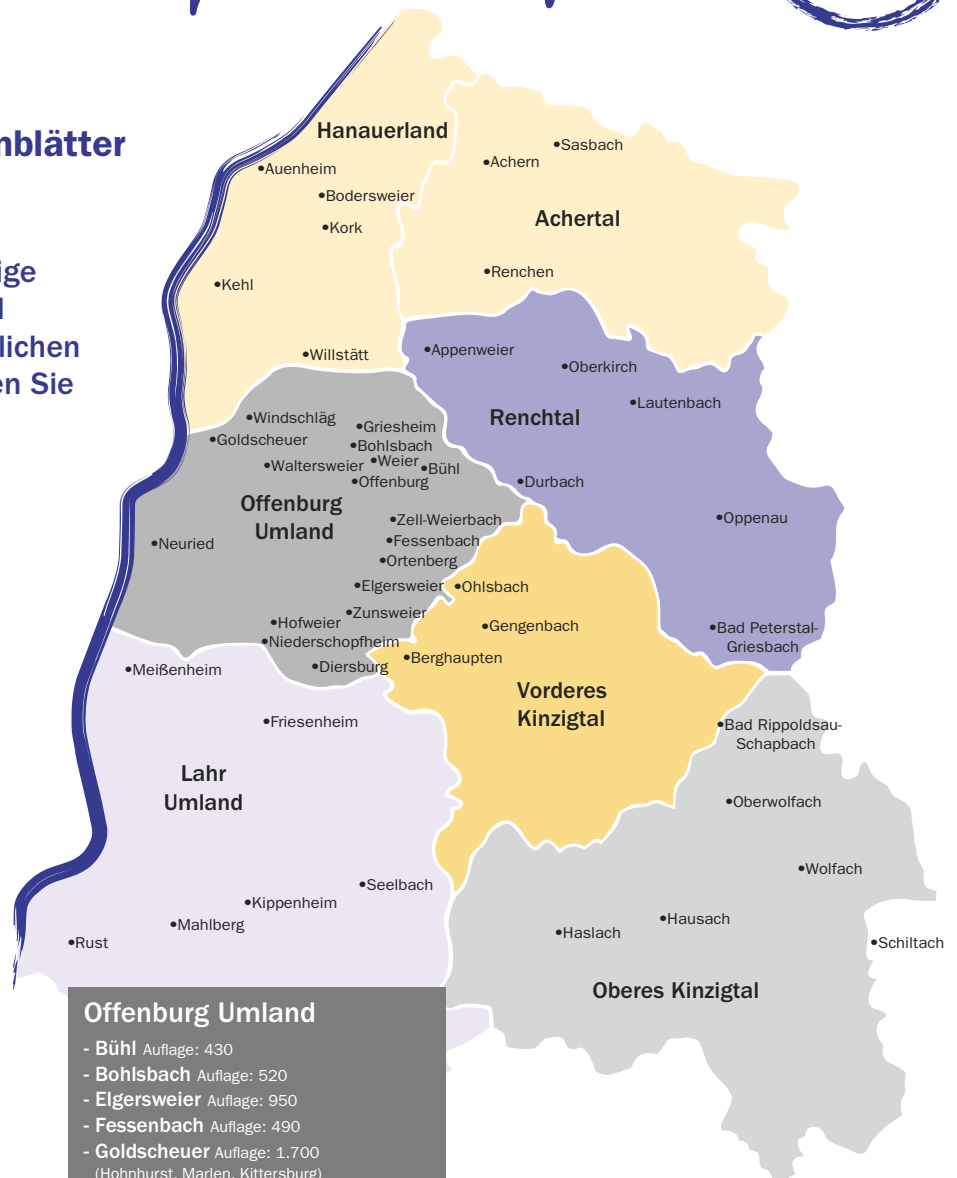 nblätter
ige
l
lichen
en Sie
Hanauerland
•Sasbach
•Achern
•Auenheim
•Bodersweier
Achertal
•Kork
•Renchen
•Kehl
•Appenweier
•Willstätt
•Oberkirch
•Lautenbach
Renchtal
•Windschläg
•Griesheim
•Goldscheuer
•Bohlsbach
•Weier
•Waltersweier
•Bühl
•Offenburg
•Durbach
Offenburg
Umland
•Zell-Weierbach
•Oppenau
•Fessenbach
•Neuried
•Ortenberg
•Elgersweier
•Ohlsbach
•Zunsweier
•Hofweier
•Gengenbach
•Bad Peterstal-
Griesbach
•Niederschopfheim
•Berghaupten
•Diersburg
•Meißenheim
Vorderes
Kinzigtal
•Friesenheim
•Bad Rippoldsau-
Schapbach
Lahr
Umland
•Oberwolfach
•Wolfach
•Seelbach
•Kippenheim
•Mahlberg
•Hausach
•Haslach
•Rust
•Schiltach
Oberes Kinzigtal
Offenburg Umland
- Bühl Auflage: 430
- Bohlsbach Auflage: 520
- Elgersweier Auflage: 950
- Fessenbach Auflage: 490
- Goldscheuer Auflage: 1.700
(Hohnhurst, Marlen, Kittersburg)